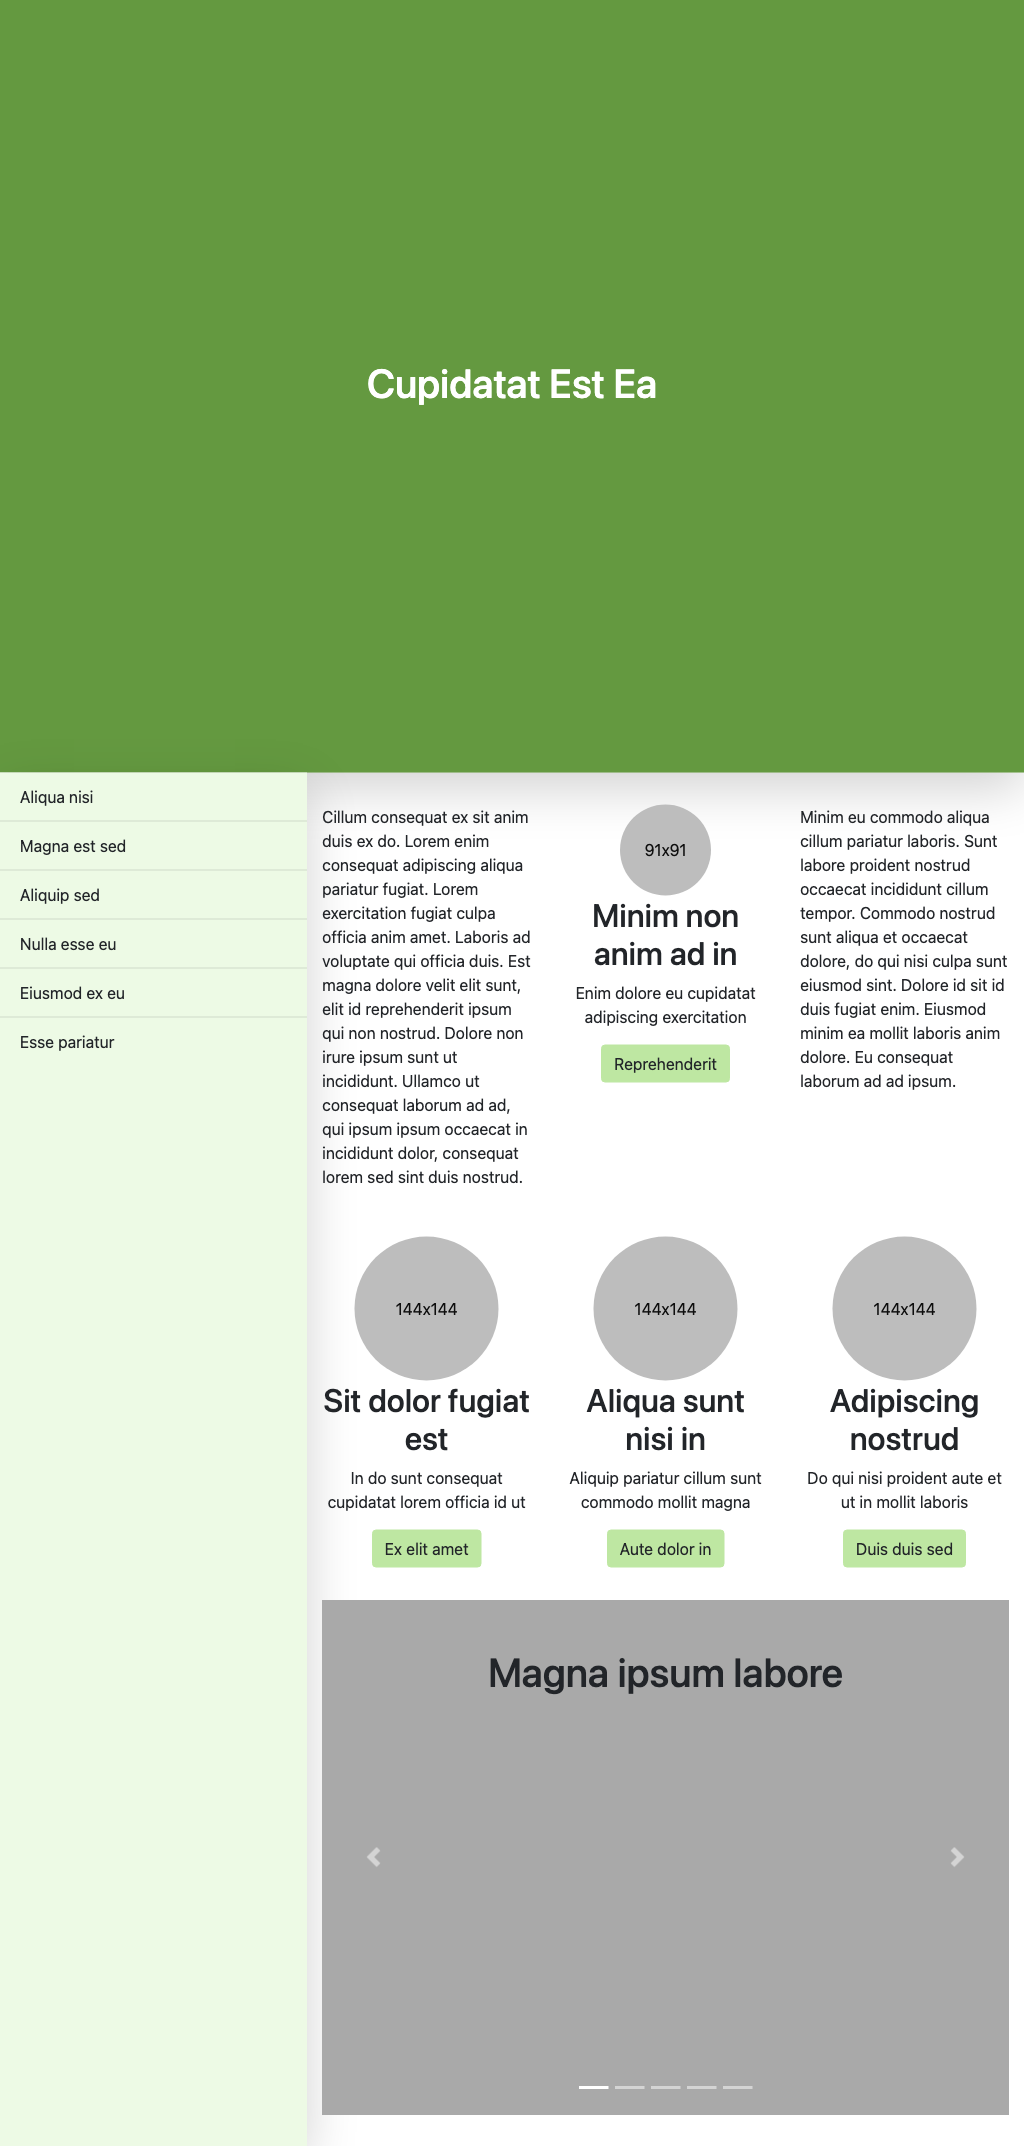 Cupidatat Est Ea
Aliqua nisi
Magna est sed
Aliquip sed
Nulla esse eu
Eiusmod ex eu
Esse pariatur
Cillum consequat ex sit anim
duis ex do. Lorem enim
consequat adipiscing aliqua
pariatur fugiat. Lorem
exercitation fugiat culpa
officia anim amet. Laboris ad
voluptate qui officia duis. Est
magna dolore velit elit sunt,
elit id reprehenderit ipsum
qui non nostrud. Dolore non
irure ipsum sunt ut
incididunt. Ullamco ut
consequat laborum ad ad,
qui ipsum ipsum occaecat in
incididunt dolor, consequat
lorem sed sint duis nostrud.
91x91
Minim non
anim ad in
Enim dolore eu cupidatat
adipiscing exercitation
Reprehenderit
Minim eu commodo aliqua
cillum pariatur laboris. Sunt
labore proident nostrud
occaecat incididunt cillum
tempor. Commodo nostrud
sunt aliqua et occaecat
dolore, do qui nisi culpa sunt
eiusmod sint. Dolore id sit id
duis fugiat enim. Eiusmod
minim ea mollit laboris anim
dolore. Eu consequat
laborum ad ad ipsum.
144x144
Sit dolor fugiat
est
In do sunt consequat
cupidatat lorem officia id ut
Ex elit amet
144x144
Aliqua sunt
nisi in
Aliquip pariatur cillum sunt
commodo mollit magna
Aute dolor in
144x144
Adipiscing
nostrud
Do qui nisi proident aute et
ut in mollit laboris
Duis duis sed
Magna ipsum labore